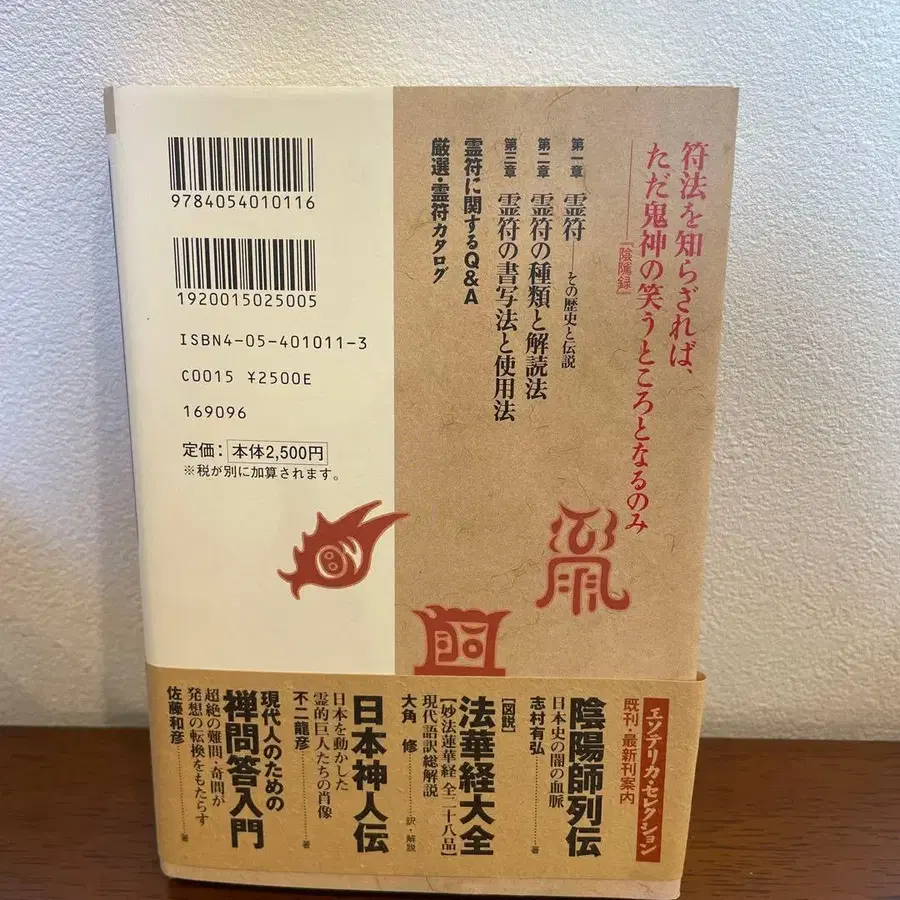 符法を知らざれば、
ただ鬼神の笑うところとなるのみ
――『陰隲録』
第一章 霊符――その歴史と伝説
第二章 霊符の種類と解読法
第三章 霊符の書写法と使用法
霊符に関するQ&A
厳選・霊符カタログ
9784054010116
1920015025005
ISBN4-05-401011-3
C0015 ¥2500E
169096
定価：本体2,500円
※税が別に加算されます。
エソテリカ・セレクション
既刊・最新刊案内
陰陽師列伝
日本史の闇の血脈
志村有弘………著
[図説]
法華経大全
[妙法蓮華経 全二十八品]
現代語訳総解説
大角 修………訳・解説
日本神人伝
日本を動かした
霊的巨人たちの肖像
不二龍彦………著
現代人のための
禅問答入門
超絶の難問・奇問が
発想の転換をもたらす
佐藤和彦………著